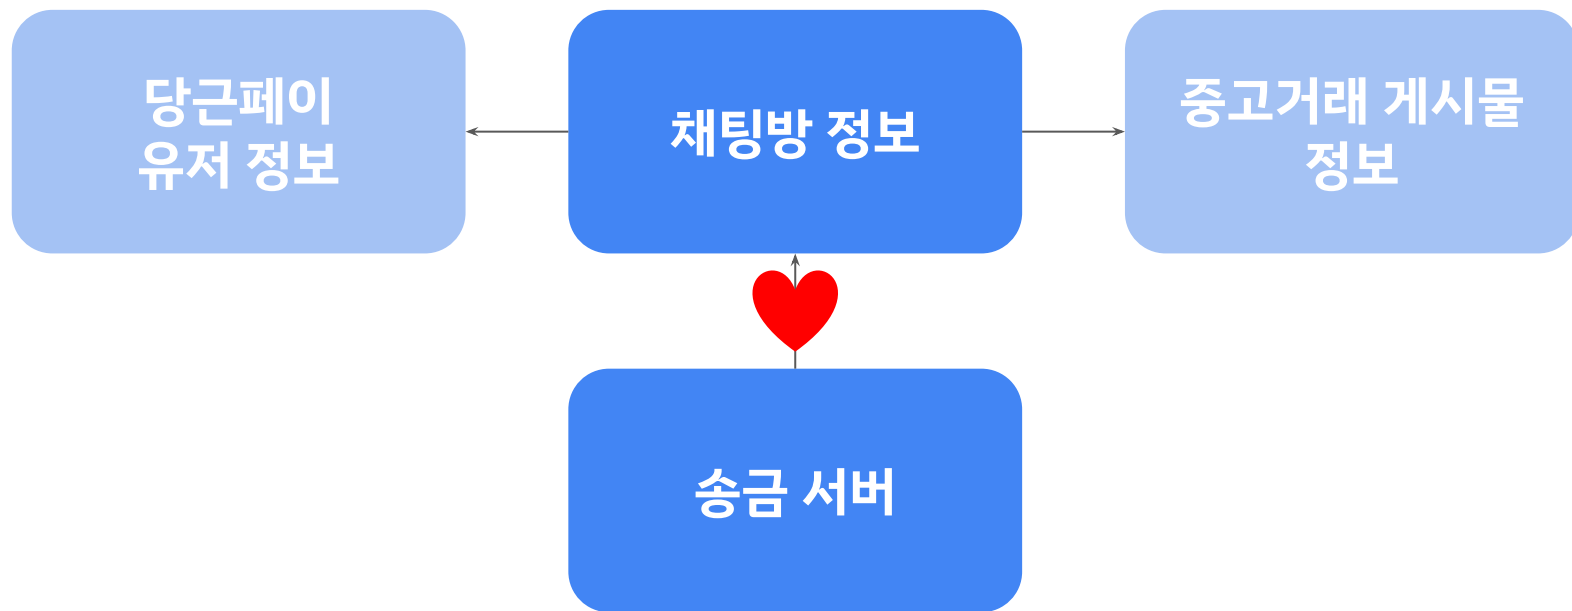 당근페이
유저 정보
채팅방 정보
중고거래 게시물
정보
송금 서버